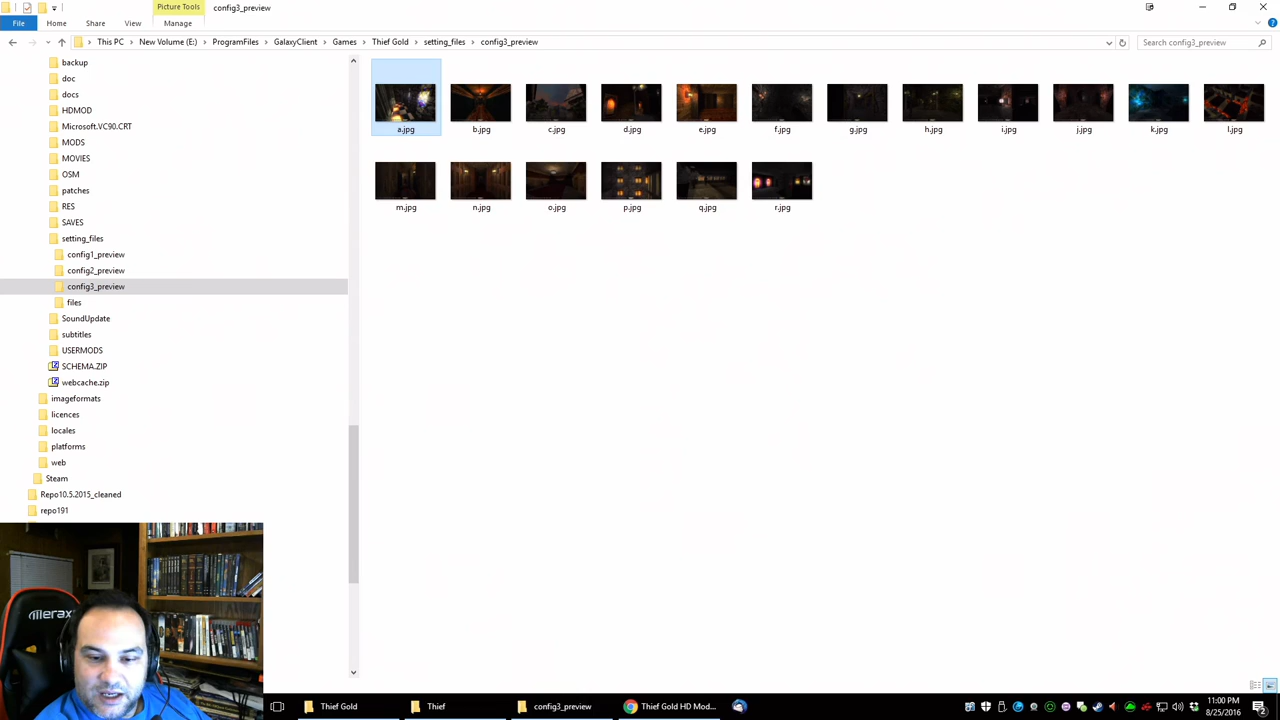 Picture Tools
config3_preview
File
Home
Share
View
Manage
This PC
New Volume (E:)
ProgramFiles
GalaxyClient
Games
Thief Gold
setting_files
config3_preview
Search config3_preview
backup
doc
docs
HDMOD
Microsoft.VC90.CRT
MODS
MOVIES
OSM
patches
RES
SAVES
setting_files
config1_preview
config2_preview
config3_preview
files
SoundUpdate
subtitles
USERMODS
SCHEMA.ZIP
webcache.zip
imageformats
licences
locales
platforms
web
Steam
Repo10.5.2015_cleaned
repo191
a.jpg
b.jpg
c.jpg
d.jpg
e.jpg
f.jpg
g.jpg
h.jpg
i.jpg
j.jpg
k.jpg
l.jpg
m.jpg
n.jpg
o.jpg
p.jpg
q.jpg
r.jpg
merax
Thief Gold
Thief
config3_preview
Thief Gold HD Mod...
11:00 PM
8/25/2016
2